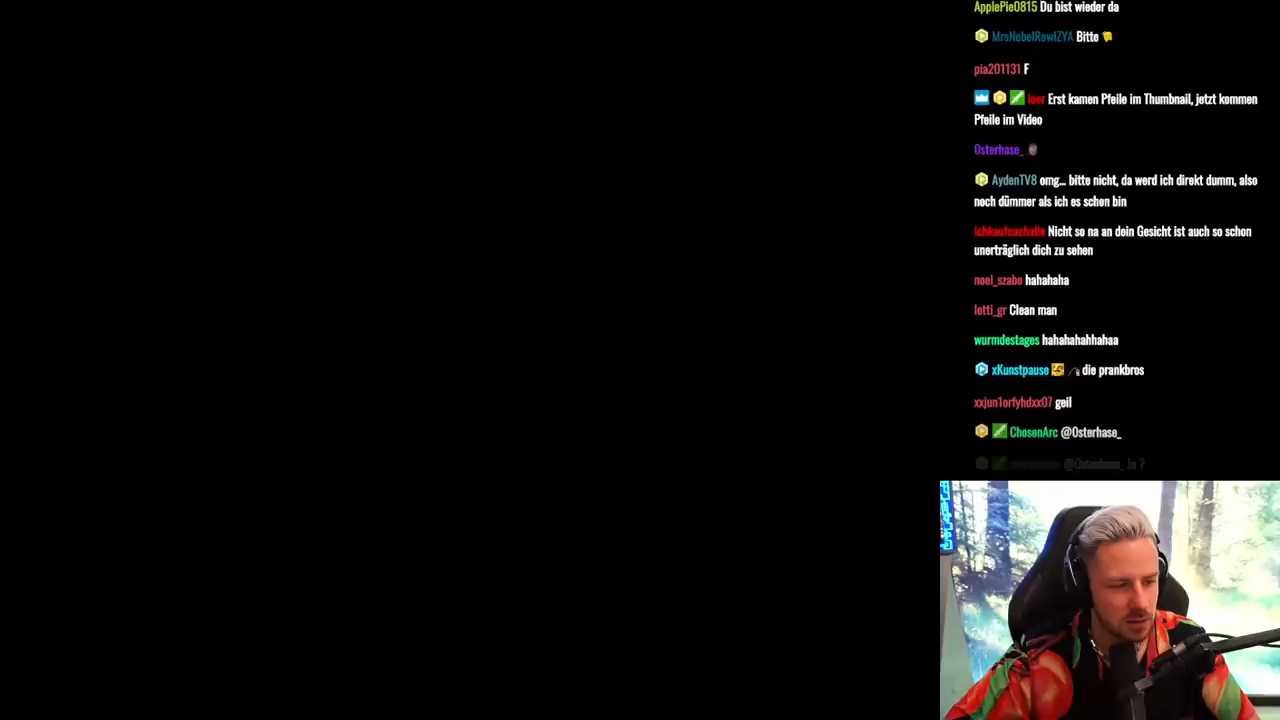 ApplePie0815 Du bist wieder da
MrsNebelRowiZYA Bitte
pia201131 F
leer Erst kamen Pfeile im Thumbnail, jetzt kommen
Pfeile im Video
Osterhase_
AydenTV8 omg... bitte nicht, da werd ich direkt dumm, also
noch dümmer als ich es schon bin
ichkaufeuchalle Nicht so na an dein Gesicht ist auch so schon
unerträglich dich zu sehen
noel_szabo hahahaha
lotti_gr Clean man
wurmdestages hahahahahhahaa
xKunstpause die prankbros
xxjun1orfyhdxx07 geil
ChosenArc @Osterhase_
@Osterhase_